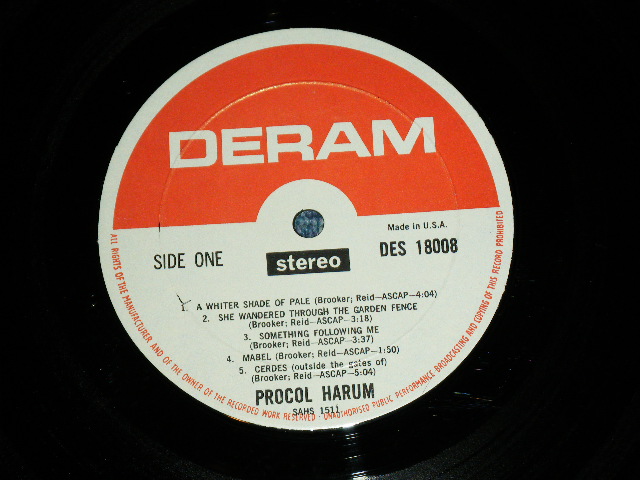 DERAM
Made in U.S.A.
SIDE ONE
stereo
DES 18008
1. A WHITER SHADE OF PALE (Brooker; Reid—ASCAP—4:04)
2. SHE WANDERED THROUGH THE GARDEN FENCE
(Brooker; Reid—ASCAP—3:18)
3. SOMETHING FOLLOWING ME
(Brooker; Reid—ASCAP—3:37)
4. MABEL (Brooker; Reid—ASCAP—1:50)
5. CERDES (outside the gates of)
(Brooker; Reid—ASCAP—5:04)
PROCOL HARUM
SAHS 1511
ALL RIGHTS OF THE MANUFACTURER AND OF THE OWNER OF THE RECORDED WORK RESERVED - UNAUTHORISED PUBLIC PERFORMANCE BROADCASTING AND COPYING OF THIS RECORD PROHIBITED